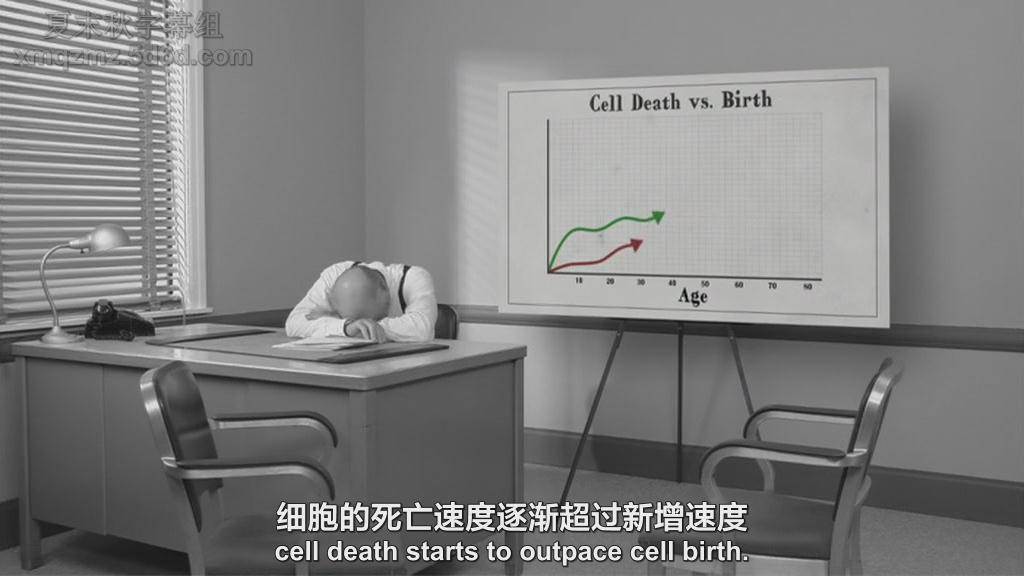 夏末秋字幕组
xmqzmz.5d6d.com
Cell Death vs. Birth
10 20 30 40 50 60 70 80
Age
细胞的死亡速度逐渐超过新增速度
cell death starts to outpace cell birth.